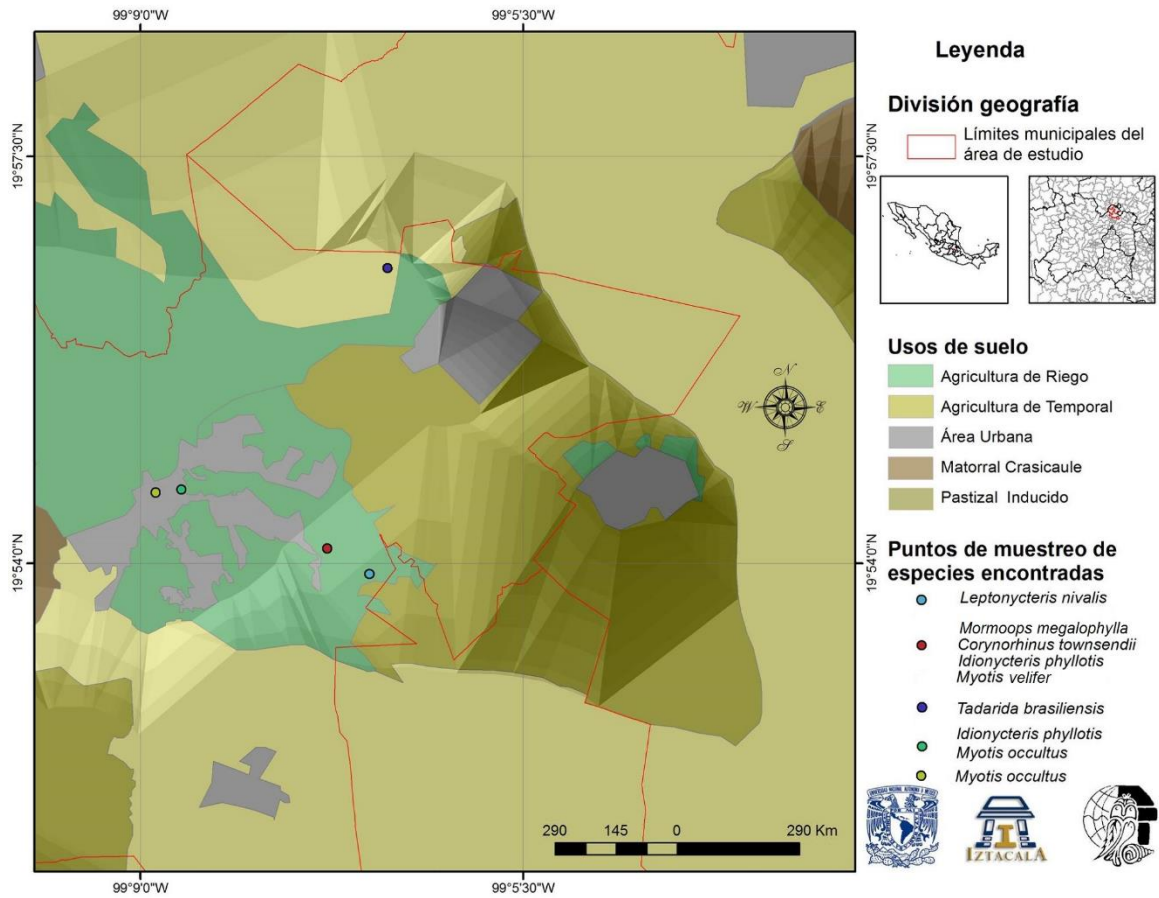 99°9'0"W
99°5'30"W
19°57'30"N
19°57'30"N
19°54'0"N
19°54'0"N
99°9'0"W
99°5'30"W
N
W
E
S
290 145 0 290 Km
Leyenda
División geografía
Límites municipales del
área de estudio
Usos de suelo
Agricultura de Riego
Agricultura de Temporal
Área Urbana
Matorral Crasicaule
Pastizal Inducido
Puntos de muestreo de
especies encontradas
Leptonycteris nivalis
Mormoops megalophylla
Corynorhinus townsendii
Idionycteris phyllotis
Myotis velifer
Tadarida brasiliensis
Idionycteris phyllotis
Myotis occultus
Myotis occultus
IZTACALA